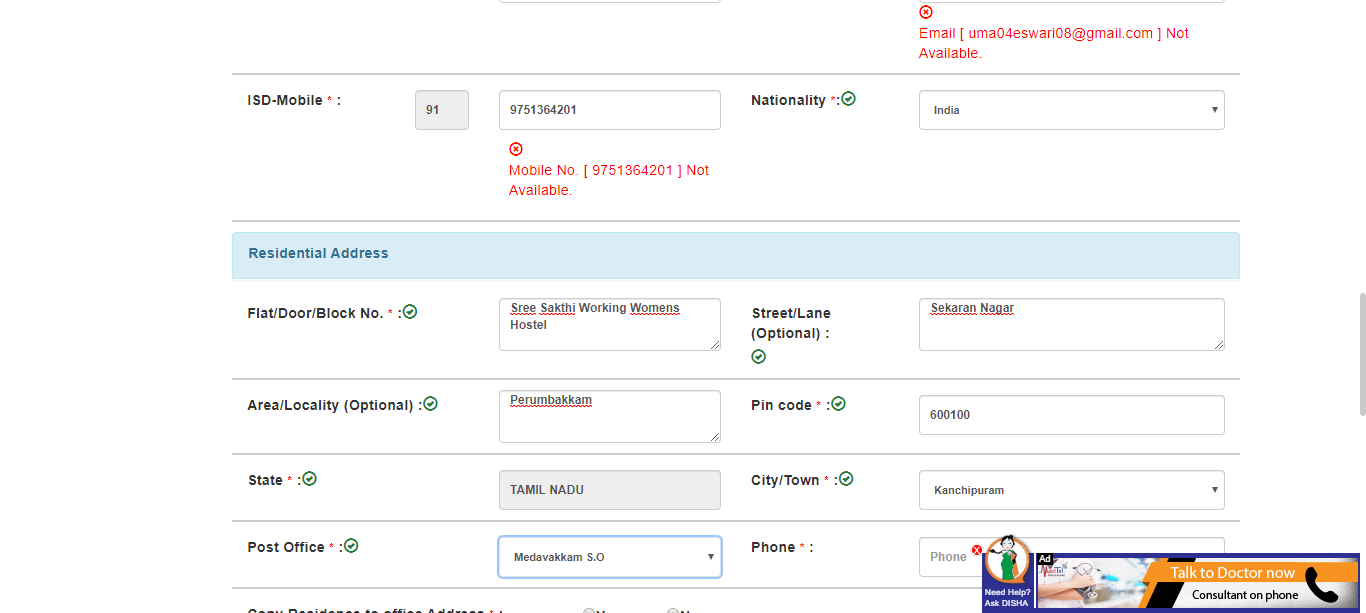 Email [ uma04eswari08@gmail.com ] Not
Available.
ISD-Mobile * :
91
9751364201
Nationality *:
India
Mobile No. [ 9751364201 ] Not
Available.
Residential Address
Flat/Door/Block No. * :
Sree Sakthi Working Womens
Hostel
Street/Lane
(Optional) :
Sekaran Nagar
Area/Locality (Optional) :
Perumbakkam
Pin code * :
600100
State * :
TAMIL NADU
City/Town * :
Kanchipuram
Post Office * :
Medavakkam S.O
Phone * :
Phone
Need Help?
Ask DISHA
Ad
Talk to Doctor now
Consultant on phone
Copy Residence to office Address * :